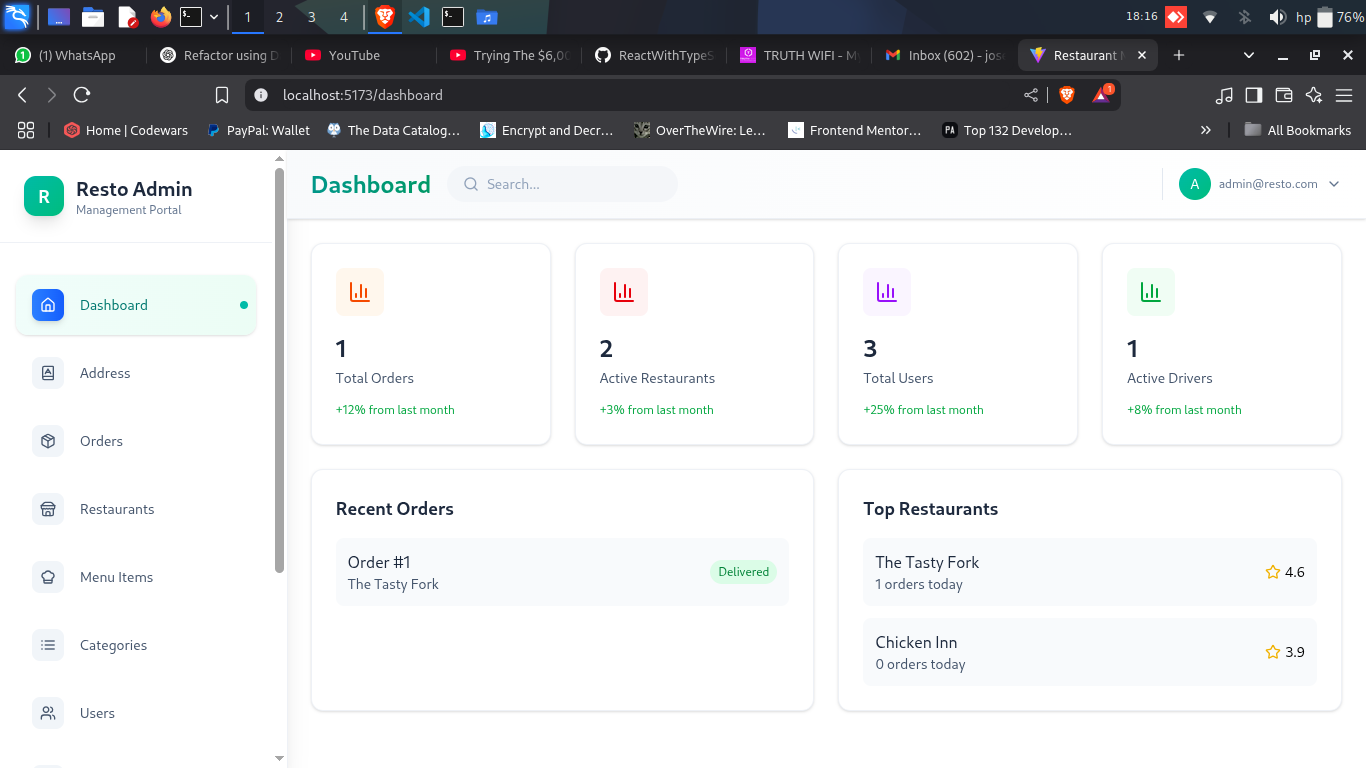 1
2
3
4
18:16
hp
76%
(1) WhatsApp
Refactor using D
YouTube
Trying The $6,00
ReactWithTypeS
TRUTH WIFI - My
Inbox (602) - jose
Restaurant M
localhost:5173/dashboard
1
Home | Codewars
PayPal: Wallet
The Data Catalog...
Encrypt and Decr...
OverTheWire: Le...
Frontend Mentor...
PA
Top 132 Develop...
All Bookmarks
R
Resto Admin
Management Portal
Dashboard
Search...
A
admin@resto.com
Dashboard
Address
Orders
Restaurants
Menu Items
Categories
Users
1
Total Orders
+12% from last month
2
Active Restaurants
+3% from last month
3
Total Users
+25% from last month
1
Active Drivers
+8% from last month
Recent Orders
Order #1
The Tasty Fork
Delivered
Top Restaurants
The Tasty Fork
1 orders today
4.6
Chicken Inn
0 orders today
3.9